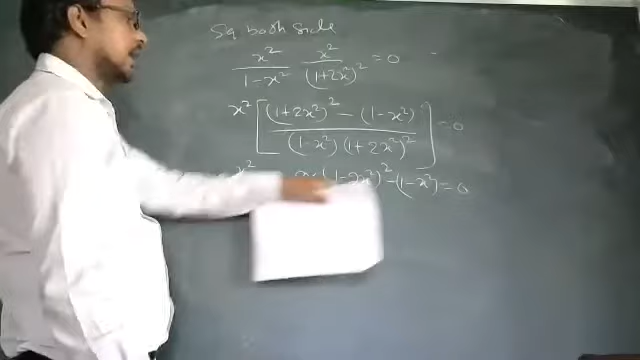 Sq both side
x²/(1-x²) x²/(1+2x²)² = 0
x² [ ((1+2x²)² - (1-x²)) / ((1-x²)(1+2x²)²) ] = 0
x² (1-2x²)² - (1-x²) = 0